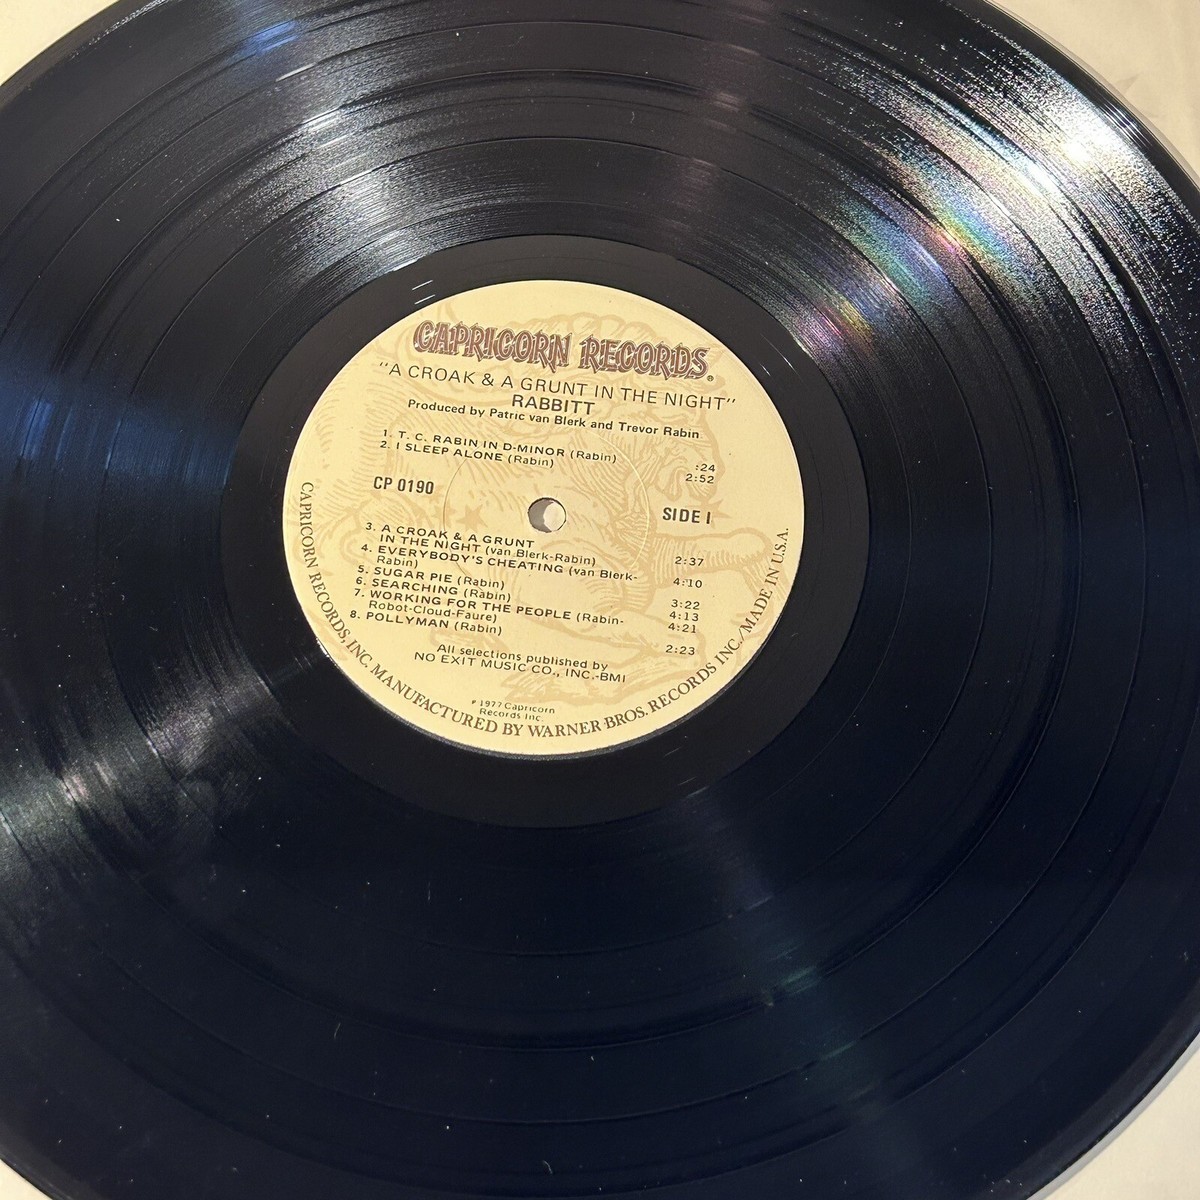 CAPRICORN RECORDS®
"A CROAK & A GRUNT IN THE NIGHT"
RABBITT
Produced by Patric van Blerk and Trevor Rabin
1. T. C. RABIN IN D-MINOR (Rabin) :24
2. I SLEEP ALONE (Rabin) 2:52
CP 0190
SIDE I
3. A CROAK & A GRUNT
IN THE NIGHT (van Blerk-Rabin) 2:37
4. EVERYBODY'S CHEATING (van Blerk-
Rabin) 4:10
5. SUGAR PIE (Rabin) 3:22
6. SEARCHING (Rabin) 4:13
7. WORKING FOR THE PEOPLE (Rabin-
Robot-Cloud-Faure) 4:21
8. POLLYMAN (Rabin) 2:23
All selections published by
NO EXIT MUSIC CO., INC.-BMI
℗ 1977 Capricorn
Records Inc.
CAPRICORN RECORDS, INC. MANUFACTURED BY WARNER BROS. RECORDS INC./MADE IN U.S.A.